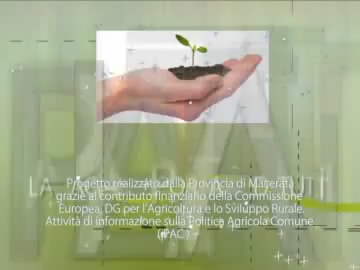 LA
Progetto realizzato dalla Provincia di Macerata
grazie al contributo finanziario della Commissione
Europea, DG per l'Agricoltura e lo Sviluppo Rurale.
Attività di informazione sulla Politica Agricola Comune
(PAC)